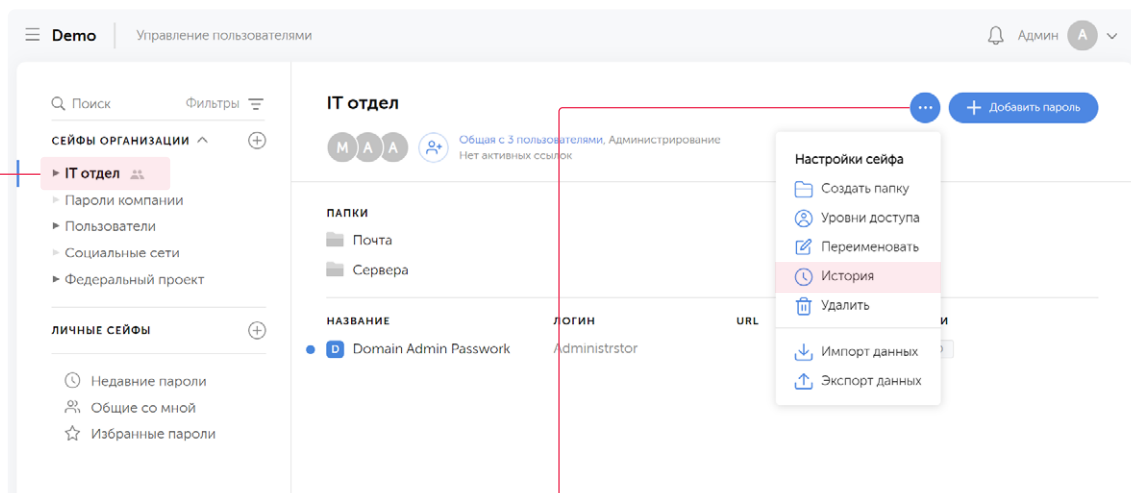 Demo
Управление пользователями
Админ
А
Поиск
Фильтры
СЕЙФЫ ОРГАНИЗАЦИИ
IT отдел
Пароли компании
Пользователи
Социальные сети
Федеральный проект
ЛИЧНЫЕ СЕЙФЫ
Недавние пароли
Общие со мной
Избранные пароли
IT отдел
Добавить пароль
М А А
Общая с 3 пользователями, Администрирование
Нет активных ссылок
ПАПКИ
Почта
Сервера
НАЗВАНИЕ ЛОГИН URL И
D Domain Admin Passwork Administrstor
Настройки сейфа
Создать папку
Уровни доступа
Переименовать
История
Удалить
Импорт данных
Экспорт данных